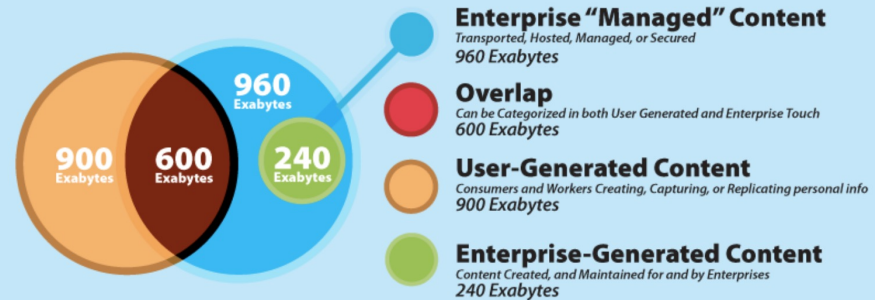 960
Exabytes
900
Exabytes
600
Exabytes
240
Exabytes
Enterprise “Managed” Content
Transported, Hosted, Managed, or Secured
960 Exabytes
Overlap
Can be Categorized in both User Generated and Enterprise Touch
600 Exabytes
User-Generated Content
Consumers and Workers Creating, Capturing, or Replicating personal info
900 Exabytes
Enterprise-Generated Content
Content Created, and Maintained for and by Enterprises
240 Exabytes